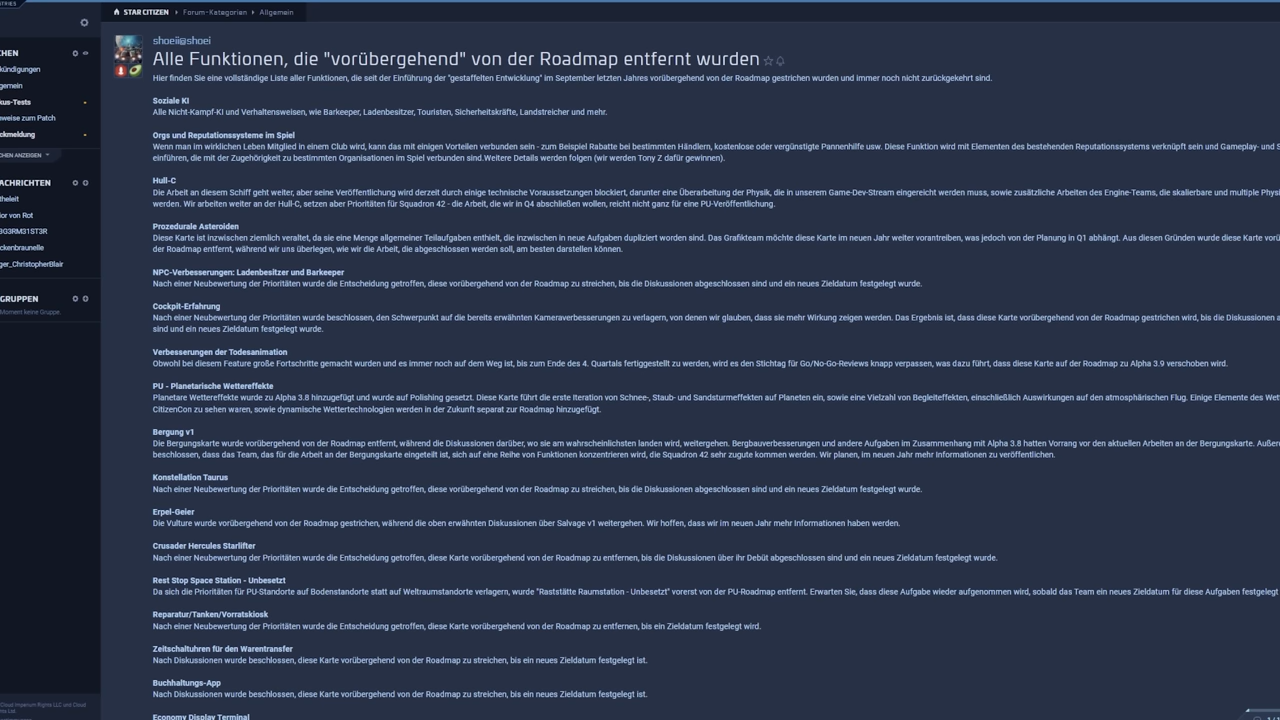 STAR CITIZEN
Forum-Kategorien
Allgemein
CHEN
kündigungen
gemein
kus-Tests
weise zum Patch
ckmeldung
CHEN ANZEIGEN
ACHRICHTEN
theleit
ior von Rot
3G3RM31ST3R
ckenbraunelle
ger_ChristopherBlair
GRUPPEN
Moment keine Gruppe.
shoeii@shoei
Alle Funktionen, die "vorübergehend" von der Roadmap entfernt wurden
Hier finden Sie eine vollständige Liste aller Funktionen, die seit der Einführung der "gestaffelten Entwicklung" im September letzten Jahres vorübergehend von der Roadmap gestrichen wurden und immer noch nicht zurückgekehrt sind.
Soziale KI
Alle Nicht-Kampf-KI und Verhaltensweisen, wie Barkeeper, Ladenbesitzer, Touristen, Sicherheitskräfte, Landstreicher und mehr.
Orgs und Reputationssysteme im Spiel
Wenn man im wirklichen Leben Mitglied in einem Club wird, kann das mit einigen Vorteilen verbunden sein - zum Beispiel Rabatte bei bestimmten Händlern, kostenlose oder vergünstigte Pannenhilfe usw. Diese Funktion wird mit Elementen des bestehenden Reputationssystems verknüpft sein und Gameplay- und S
einführen, die mit der Zugehörigkeit zu bestimmten Organisationen im Spiel verbunden sind.Weitere Details werden folgen (wir werden Tony Z dafür gewinnen).
Hull-C
Die Arbeit an diesem Schiff geht weiter, aber seine Veröffentlichung wird derzeit durch einige technische Voraussetzungen blockiert, darunter eine Überarbeitung der Physik, die in unserem Game-Dev-Stream eingereicht werden muss, sowie zusätzliche Arbeiten des Engine-Teams, die skalierbare und multiple Physi
werden. Wir arbeiten weiter an der Hull-C, setzen aber Prioritäten für Squadron 42 - die Arbeit, die wir in Q4 abschließen wollen, reicht nicht ganz für eine PU-Veröffentlichung.
Prozedurale Asteroiden
Diese Karte ist inzwischen ziemlich veraltet, da sie eine Menge allgemeiner Teilaufgaben enthielt, die inzwischen in neue Aufgaben dupliziert worden sind. Das Grafikteam möchte diese Karte im neuen Jahr weiter vorantreiben, was jedoch von der Planung in Q1 abhängt. Aus diesen Gründen wurde diese Karte vorü
der Roadmap entfernt, während wir uns überlegen, wie wir die Arbeit, die abgeschlossen werden soll, am besten darstellen können.
NPC-Verbesserungen: Ladenbesitzer und Barkeeper
Nach einer Neubewertung der Prioritäten wurde die Entscheidung getroffen, diese vorübergehend von der Roadmap zu streichen, bis die Diskussionen abgeschlossen sind und ein neues Zieldatum festgelegt wurde.
Cockpit-Erfahrung
Nach einer Neubewertung der Prioritäten wurde beschlossen, den Schwerpunkt auf die bereits erwähnten Kameraverbesserungen zu verlagern, von denen wir glauben, dass sie mehr Wirkung zeigen werden. Das Ergebnis ist, dass diese Karte vorübergehend von der Roadmap gestrichen wird, bis die Diskussionen a
sind und ein neues Zieldatum festgelegt wurde.
Verbesserungen der Todesanimation
Obwohl bei diesem Feature große Fortschritte gemacht wurden und es immer noch auf dem Weg ist, bis zum Ende des 4. Quartals fertiggestellt zu werden, wird es den Stichtag für Go/No-Go-Reviews knapp verpassen, was dazu führt, dass diese Karte auf der Roadmap zu Alpha 3.9 verschoben wird.
PU - Planetarische Wettereffekte
Planetare Wettereffekte wurde zu Alpha 3.8 hinzugefügt und wurde auf Polishing gesetzt. Diese Karte führt die erste Iteration von Schnee-, Staub- und Sandsturmeffekten auf Planeten ein, sowie eine Vielzahl von Begleiteffekten, einschließlich Auswirkungen auf den atmosphärischen Flug. Einige Elemente des Wet
CitizenCon zu sehen waren, sowie dynamische Wettertechnologien werden in der Zukunft separat zur Roadmap hinzugefügt.
Bergung v1
Die Bergungskarte wurde vorübergehend von der Roadmap entfernt, während die Diskussionen darüber, wo sie am wahrscheinlichsten landen wird, weitergehen. Bergbauverbesserungen und andere Aufgaben im Zusammenhang mit Alpha 3.8 hatten Vorrang vor den aktuellen Arbeiten an der Bergungskarte. Außer
beschlossen, dass das Team, das für die Arbeit an der Bergungskarte eingeteilt ist, sich auf eine Reihe von Funktionen konzentrieren wird, die Squadron 42 sehr zugute kommen werden. Wir planen, im neuen Jahr mehr Informationen zu veröffentlichen.
Konstellation Taurus
Nach einer Neubewertung der Prioritäten wurde die Entscheidung getroffen, diese vorübergehend von der Roadmap zu streichen, bis die Diskussionen abgeschlossen sind und ein neues Zieldatum festgelegt wurde.
Erpel-Geier
Die Vulture wurde vorübergehend von der Roadmap gestrichen, während die oben erwähnten Diskussionen über Salvage v1 weitergehen. Wir hoffen, dass wir im neuen Jahr mehr Informationen haben werden.
Crusader Hercules Starlifter
Nach einer Neubewertung der Prioritäten wurde die Entscheidung getroffen, diese Karte vorübergehend von der Roadmap zu entfernen, bis die Diskussionen über ihr Debüt abgeschlossen sind und ein neues Zieldatum festgelegt wurde.
Rest Stop Space Station - Unbesetzt
Da sich die Prioritäten für PU-Standorte auf Bodenstandorte statt auf Weltraumstandorte verlagern, wurde "Raststätte Raumstation - Unbesetzt" vorerst von der PU-Roadmap entfernt. Erwarten Sie, dass diese Aufgabe wieder aufgenommen wird, sobald das Team ein neues Zieldatum für diese Aufgaben festgelegt
Reparatur/Tanken/Vorratskiosk
Nach einer Neubewertung der Prioritäten wurde die Entscheidung getroffen, diese Karte vorübergehend von der Roadmap zu entfernen, bis ein Zieldatum festgelegt wird.
Zeitschaltuhren für den Warentransfer
Nach Diskussionen wurde beschlossen, diese Karte vorübergehend von der Roadmap zu streichen, bis ein neues Zieldatum festgelegt ist.
Buchhaltungs-App
Nach Diskussionen wurde beschlossen, diese Karte vorübergehend von der Roadmap zu streichen, bis ein neues Zieldatum festgelegt ist.
Economy Display Terminal
Cloud Imperium Rights LLC und Cloud